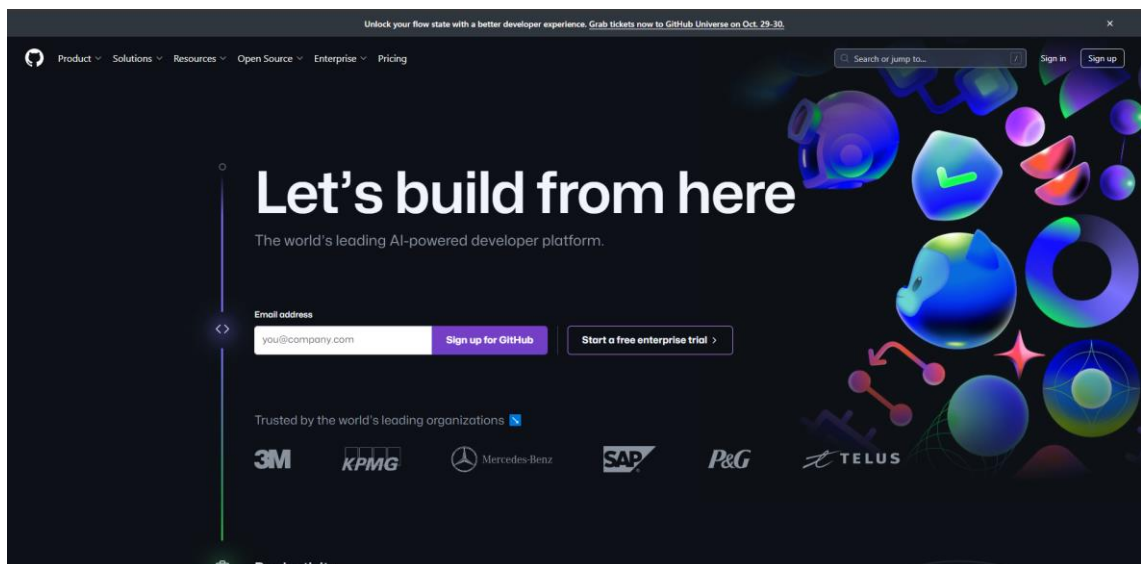 Unlock your flow state with a better developer experience. Grab tickets now to GitHub Universe on Oct. 29-30.
Product Solutions Resources Open Source Enterprise Pricing Search or jump to... / Sign in Sign up
Let's build from here
The world's leading AI-powered developer platform.
Email address
you@company.com Sign up for GitHub Start a free enterprise trial
Trusted by the world's leading organizations
3M KPMG Mercedes-Benz SAP P&G TELUS